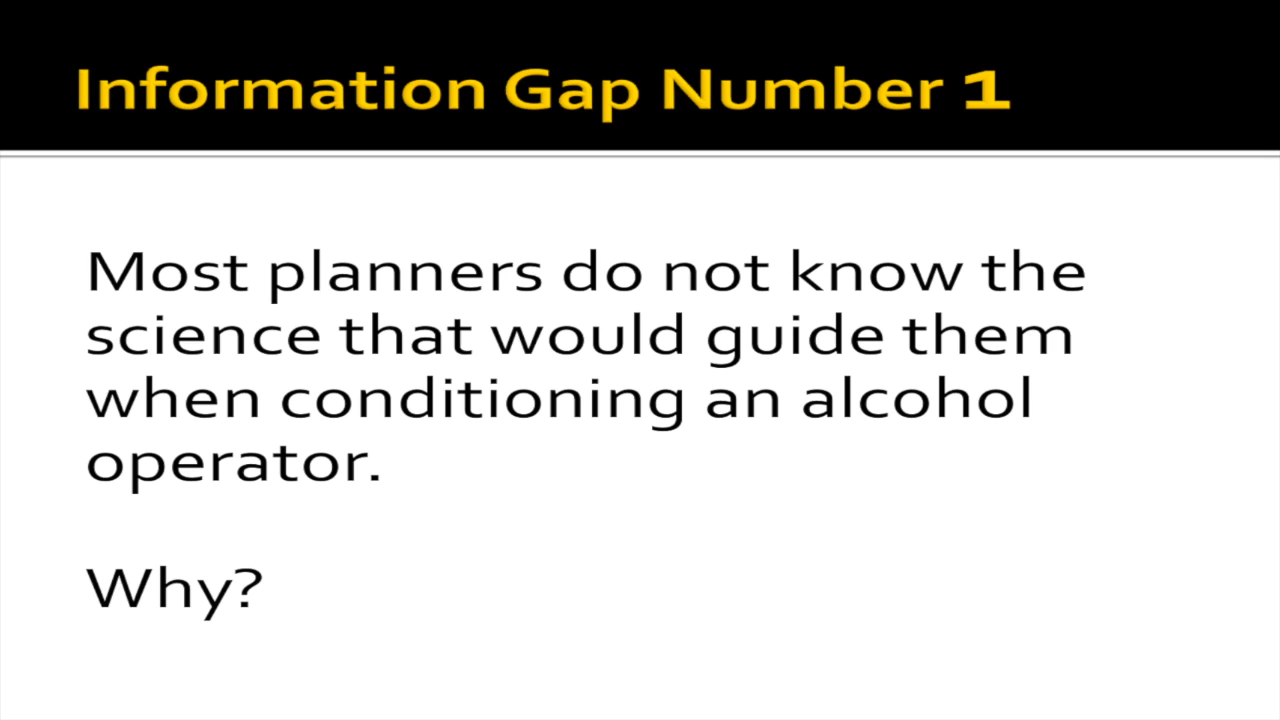 Information Gap Number 1
Most planners do not know the
science that would guide them
when conditioning an alcohol
operator.
Why?